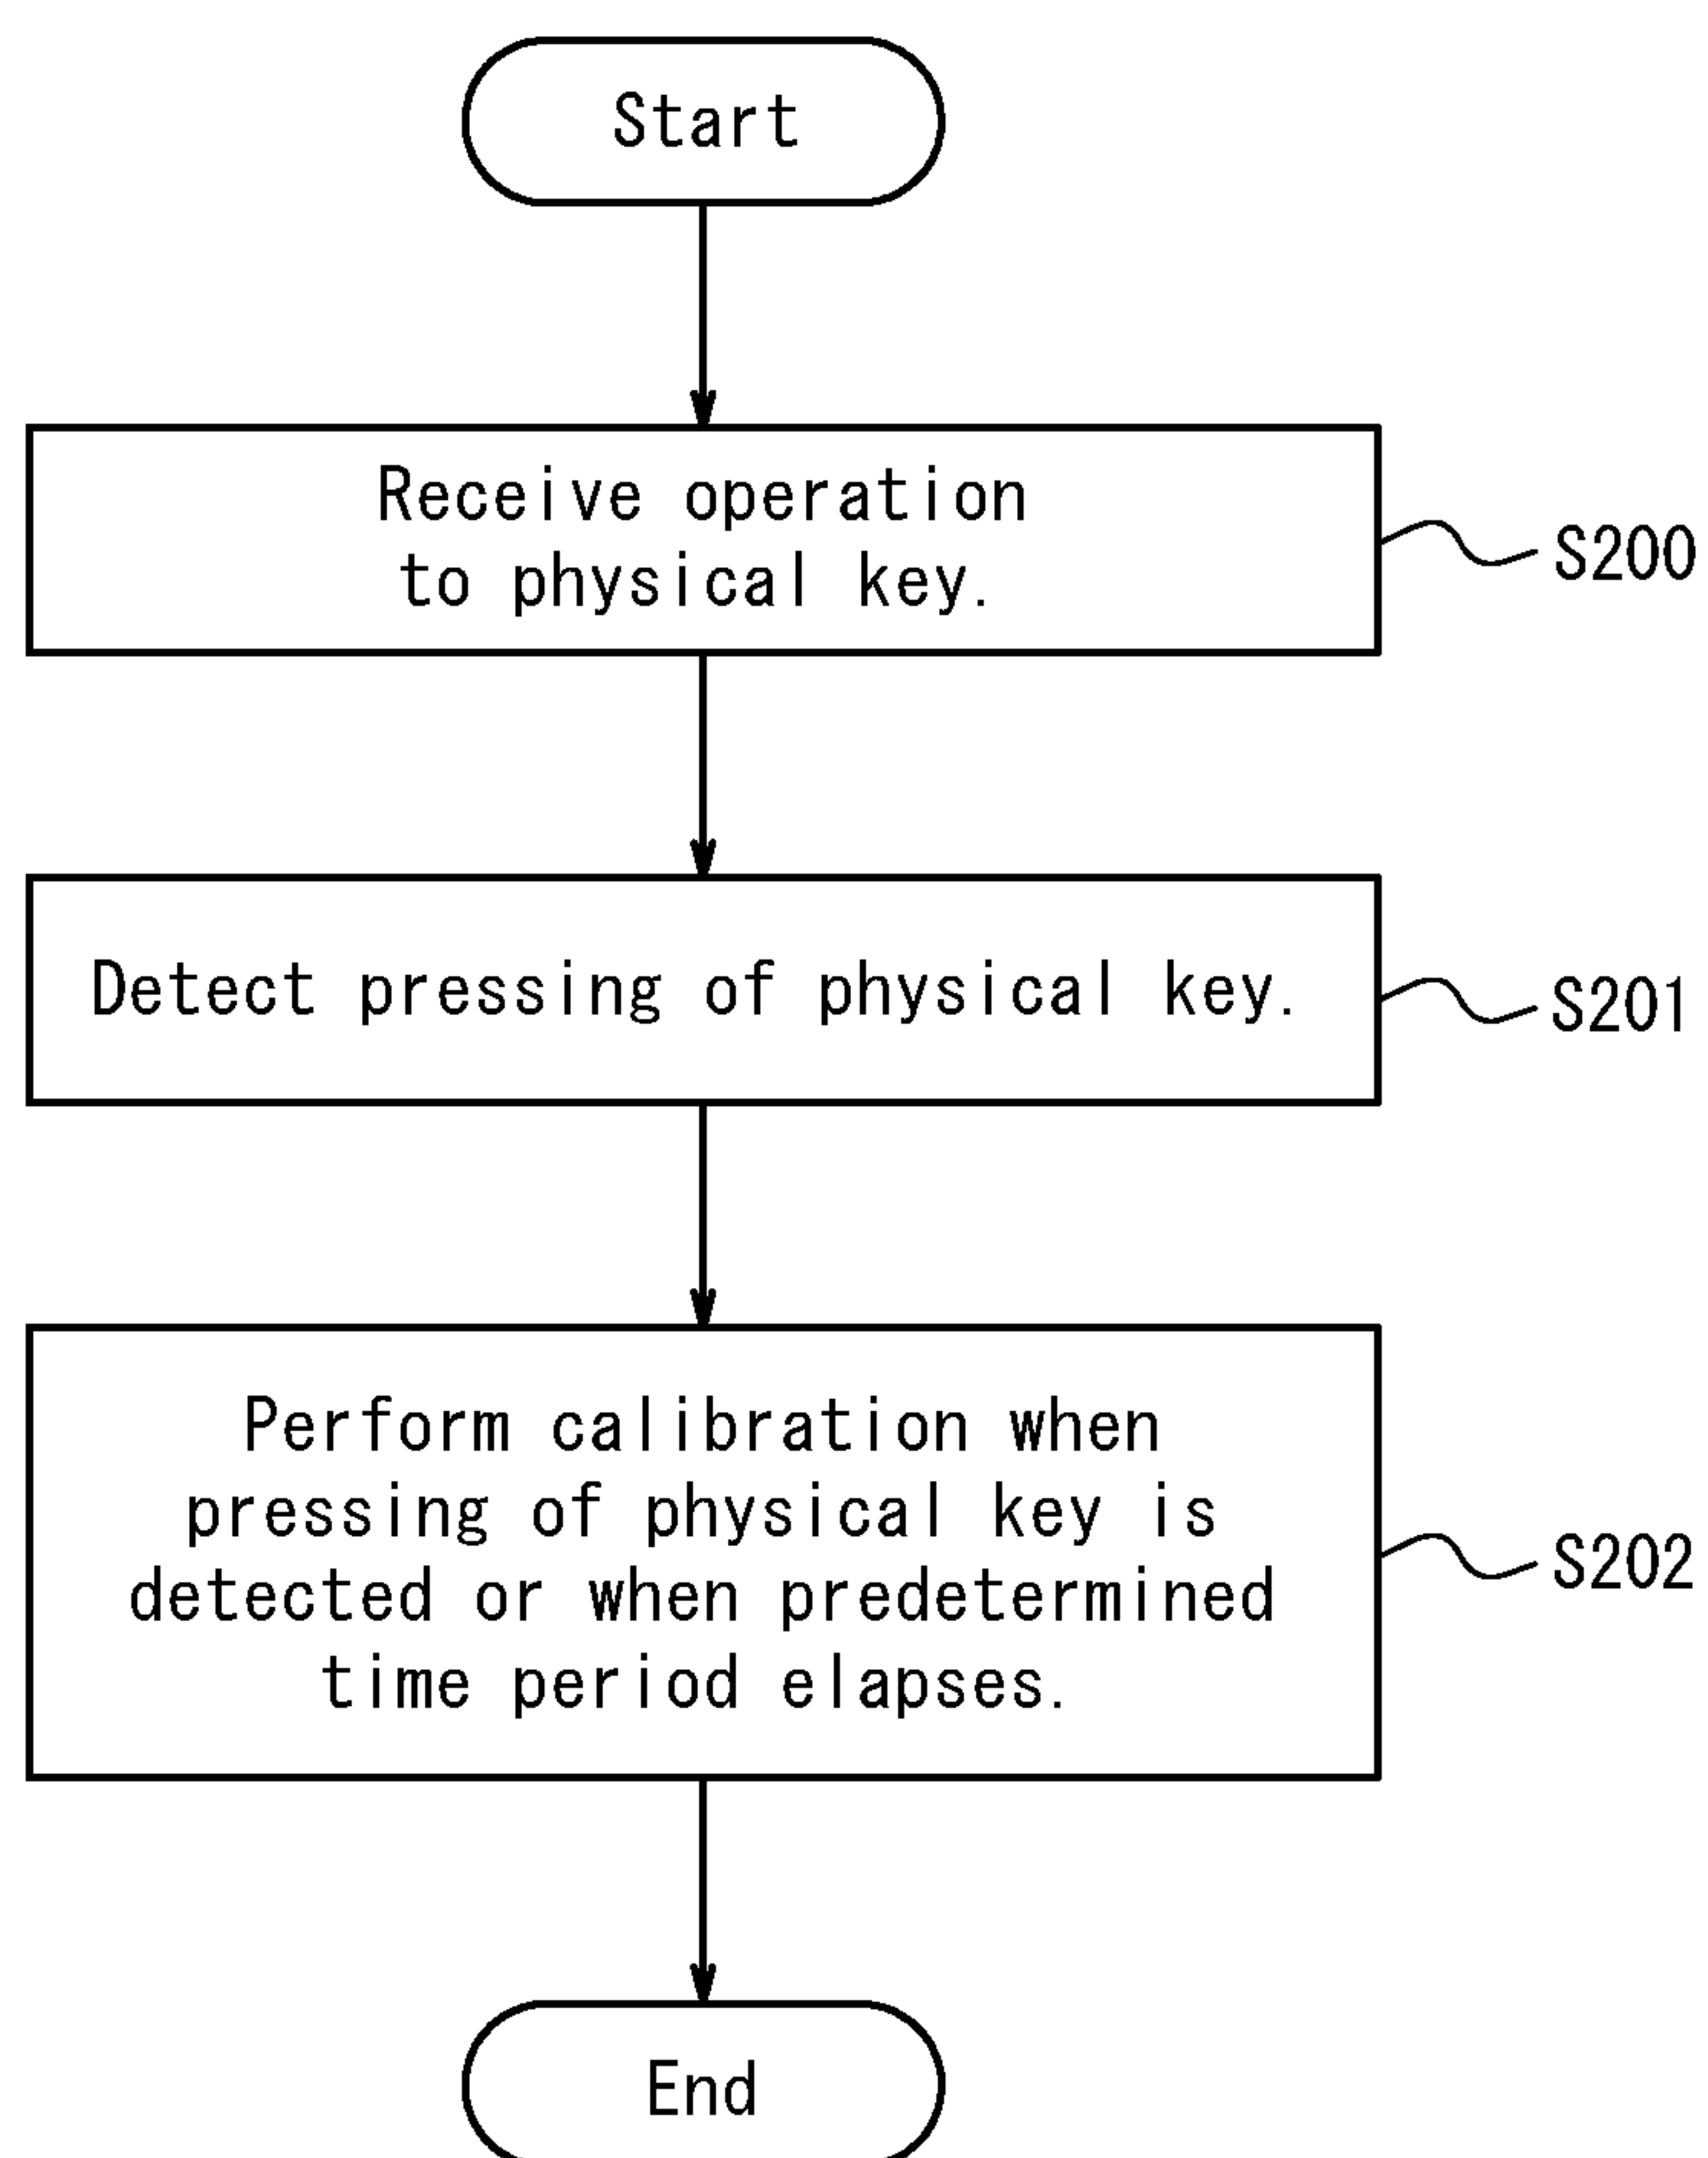 Start
Receive operation
to physical key.
S200
Detect pressing of physical key.
S201
Perform calibration when
pressing of physical key is
detected or when predetermined
time period elapses.
S202
End